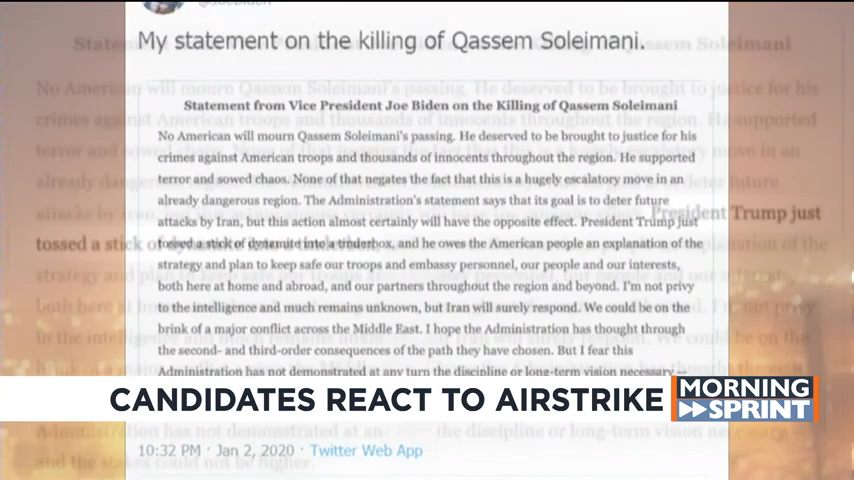 @JoeBiden
My statement on the killing of Qassem Soleimani.
Statement from Vice President Joe Biden on the Killing of Qassem Soleimani
No American will mourn Qassem Soleimani's passing. He deserved to be brought to justice for his
crimes against American troops and thousands of innocents throughout the region. He supported
terror and sowed chaos. None of that negates the fact that this is a hugely escalatory move in an
already dangerous region. The Administration's statement says that its goal is to deter future
attacks by Iran, but this action almost certainly will have the opposite effect. President Trump just
tossed a stick of dynamite into a tinderbox, and he owes the American people an explanation of the
strategy and plan to keep safe our troops and embassy personnel, our people and our interests,
both here at home and abroad, and our partners throughout the region and beyond. I'm not privy
to the intelligence and much remains unknown, but Iran will surely respond. We could be on the
brink of a major conflict across the Middle East. I hope the Administration has thought through
the second- and third-order consequences of the path they have chosen. But I fear this
Administration has not demonstrated at any turn the discipline or long-term vision necessary —
President Trump just
tossed a stick of
CANDIDATES REACT TO AIRSTRIKE
MORNING
SPRINT
10:32 PM · Jan 2, 2020 · Twitter Web App